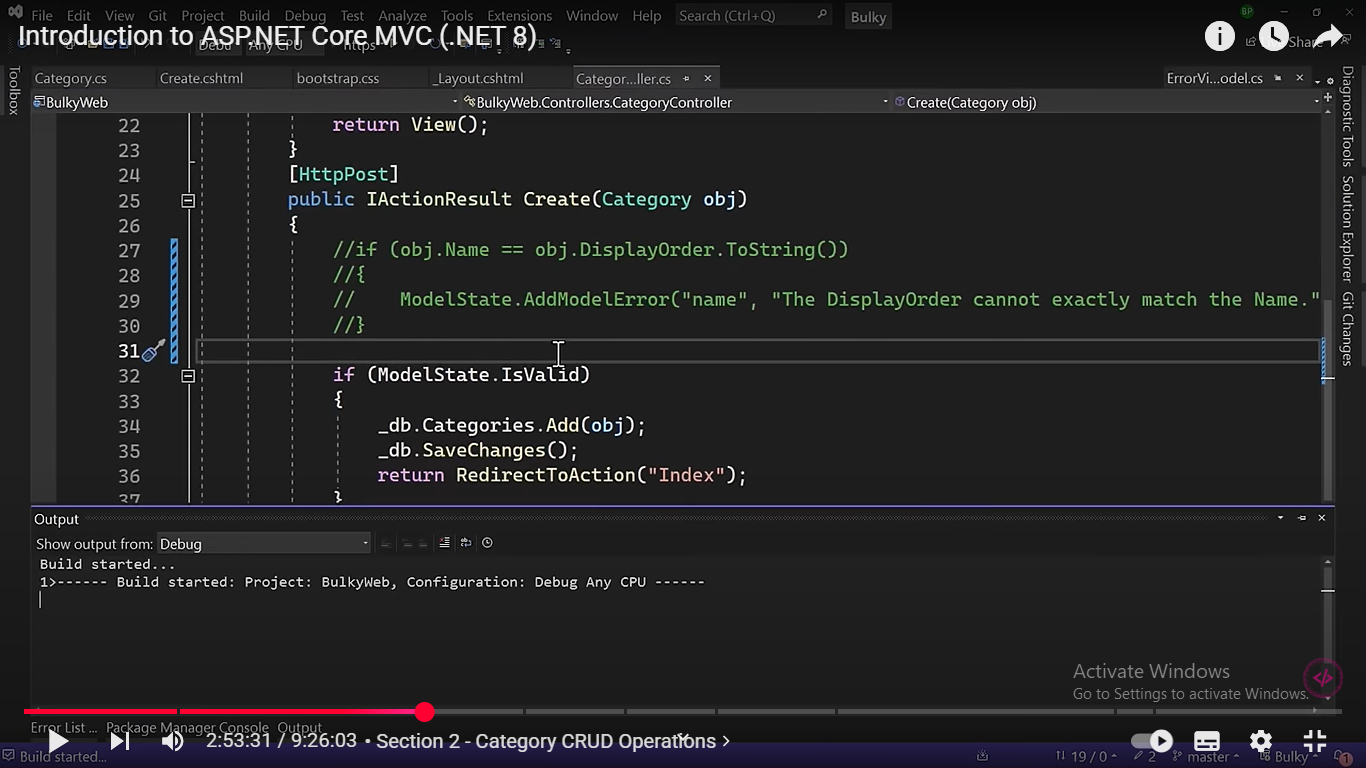 File Edit View Git Project Build Debug Test Analyze Tools Extensions Window Help Search (Ctrl+Q) Bulky
Introduction to ASP.NET Core MVC (.NET 8)
Debu Any CPU https Share
Toolbox
Category.cs Create.cshtml bootstrap.css _Layout.cshtml Categor...ller.cs ErrorVi...odel.cs
BulkyWeb BulkyWeb.Controllers.CategoryController Create(Category obj)
22 return View();
23 }
24 [HttpPost]
25 public IActionResult Create(Category obj)
26 {
27 //if (obj.Name == obj.DisplayOrder.ToString())
28 //{
29 // ModelState.AddModelError("name", "The DisplayOrder cannot exactly match the Name."
30 //}
31
32 if (ModelState.IsValid)
33 {
34 _db.Categories.Add(obj);
35 _db.SaveChanges();
36 return RedirectToAction("Index");
37 }
Diagnostic Tools Solution Explorer Git Changes
Output
Show output from: Debug
Build started...
1>------ Build started: Project: BulkyWeb, Configuration: Debug Any CPU ------
Activate Windows
Go to Settings to activate Windows.
Error List ... Package Manager Console Output
2:53:31 / 9:26:03 • Section 2 - Category CRUD Operations >
Build started... 19 / 0 2 master Bulky 1